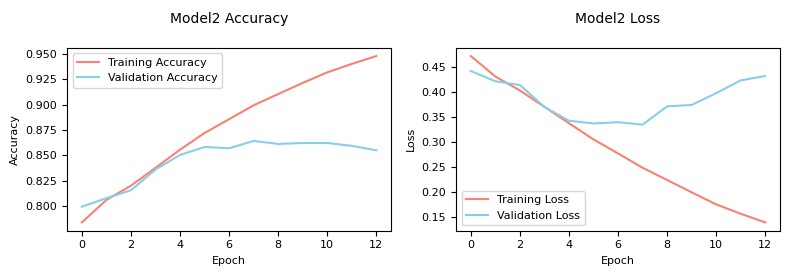 Model2 Accuracy
0.950
0.925
0.900
0.875
0.850
0.825
0.800
Accuracy
Training Accuracy
Validation Accuracy
0 2 4 6 8 10 12
Epoch
Model2 Loss
0.45
0.40
0.35
0.30
0.25
0.20
0.15
Loss
Training Loss
Validation Loss
0 2 4 6 8 10 12
Epoch